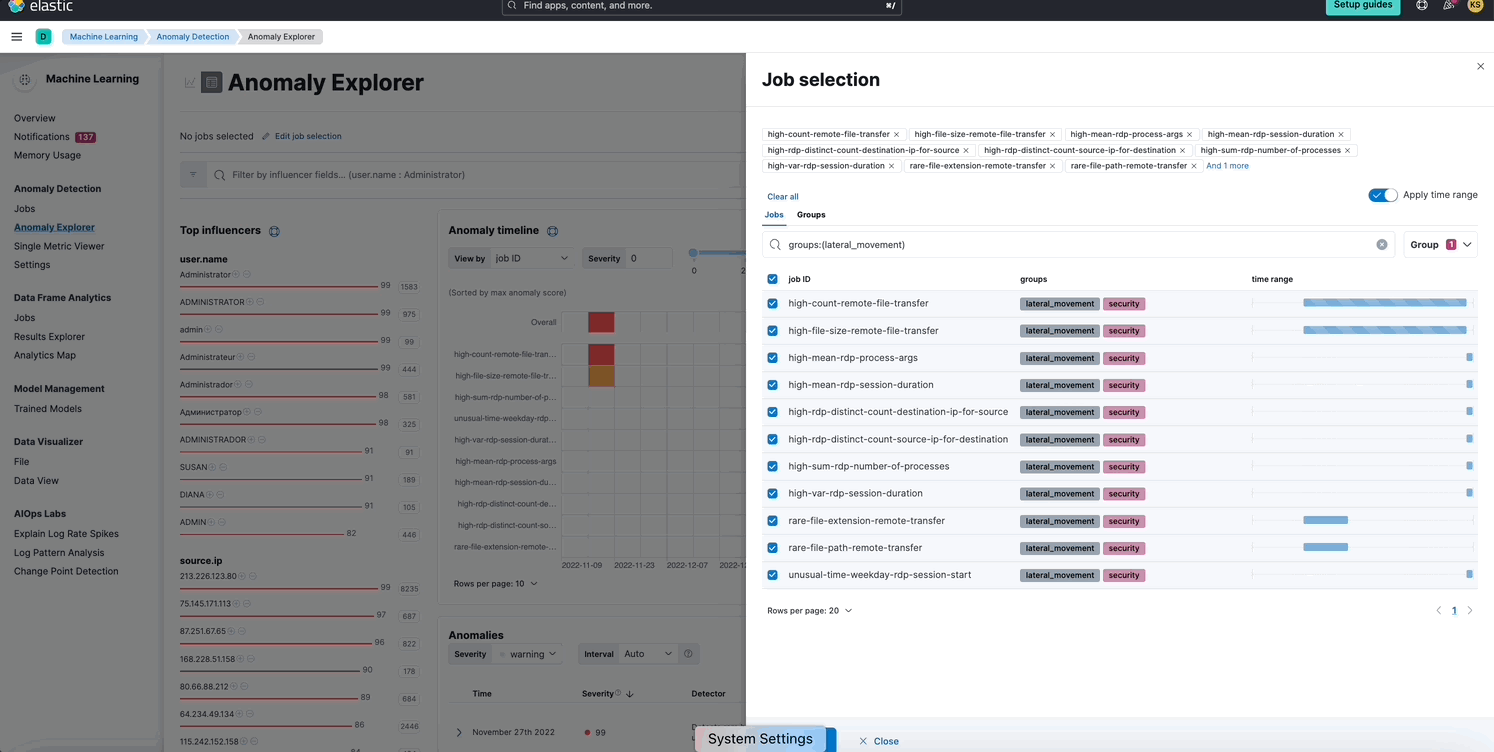 elastic
Find apps, content, and more.
⌘/
Setup guides
KS
D
Machine Learning
Anomaly Detection
Anomaly Explorer
Machine Learning
Overview
Notifications 137
Memory Usage
Anomaly Detection
Jobs
Anomaly Explorer
Single Metric Viewer
Settings
Data Frame Analytics
Jobs
Results Explorer
Analytics Map
Model Management
Trained Models
Data Visualizer
File
Data View
AIOps Labs
Explain Log Rate Spikes
Log Pattern Analysis
Change Point Detection
Anomaly Explorer
No jobs selected
Edit job selection
Filter by influencer fields... (user.name : Administrator)
Top influencers
user.name
Administrator
99 1583
ADMINISTRATOR
99 975
admin
99 99
Administrateur
99 444
Administrador
98 581
Администратор
98 325
ADMINISTRADOR
91 91
SUSAN
91 189
DIANA
91 105
ADMIN
82 446
source.ip
213.226.123.80
99 8235
75.145.171.113
97 687
87.251.67.65
96 822
168.228.51.158
90 178
80.66.88.212
89 684
64.234.49.134
86 2446
115.242.152.158
Anomaly timeline
View by job ID
Severity 0
0
2
(Sorted by max anomaly score)
Overall
high-count-remote-file-tran...
high-file-size-remote-file-tr...
high-sum-rdp-number-of-p...
unusual-time-weekday-rdp...
high-var-rdp-session-durat...
high-mean-rdp-process-args
high-mean-rdp-session-du...
high-rdp-distinct-count-de...
high-rdp-distinct-count-so...
rare-file-extension-remote-...
2022-11-09 2022-11-23 2022-12-07 2022-12-
Rows per page: 10
Anomalies
Severity warning
Interval Auto
Time Severity Detector
November 27th 2022 99
Job selection
high-count-remote-file-transfer
high-file-size-remote-file-transfer
high-mean-rdp-process-args
high-mean-rdp-session-duration
high-rdp-distinct-count-destination-ip-for-source
high-rdp-distinct-count-source-ip-for-destination
high-sum-rdp-number-of-processes
high-var-rdp-session-duration
rare-file-extension-remote-transfer
rare-file-path-remote-transfer
And 1 more
Clear all
Apply time range
Jobs Groups
groups:(lateral_movement)
Group 1
job ID groups time range
high-count-remote-file-transfer lateral_movement security
high-file-size-remote-file-transfer lateral_movement security
high-mean-rdp-process-args lateral_movement security
high-mean-rdp-session-duration lateral_movement security
high-rdp-distinct-count-destination-ip-for-source lateral_movement security
high-rdp-distinct-count-source-ip-for-destination lateral_movement security
high-sum-rdp-number-of-processes lateral_movement security
high-var-rdp-session-duration lateral_movement security
rare-file-extension-remote-transfer lateral_movement security
rare-file-path-remote-transfer lateral_movement security
unusual-time-weekday-rdp-session-start lateral_movement security
Rows per page: 20
1
System Settings
Close